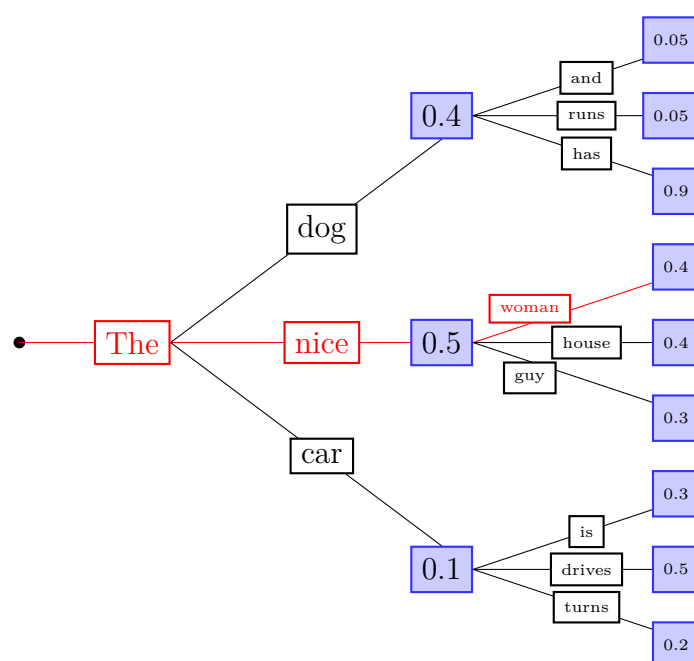 The
dog
0.4
and
0.05
runs
0.05
has
0.9
nice
0.5
woman
0.4
house
0.4
guy
0.3
car
0.1
is
0.3
drives
0.5
turns
0.2